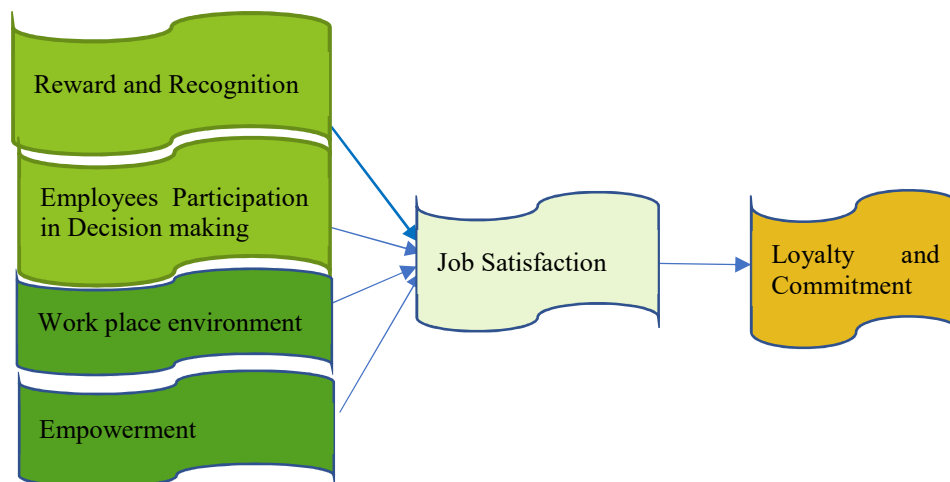 Reward and Recognition
Employees Participation
in Decision making
Work place environment
Empowerment
Job Satisfaction
Loyalty and
Commitment